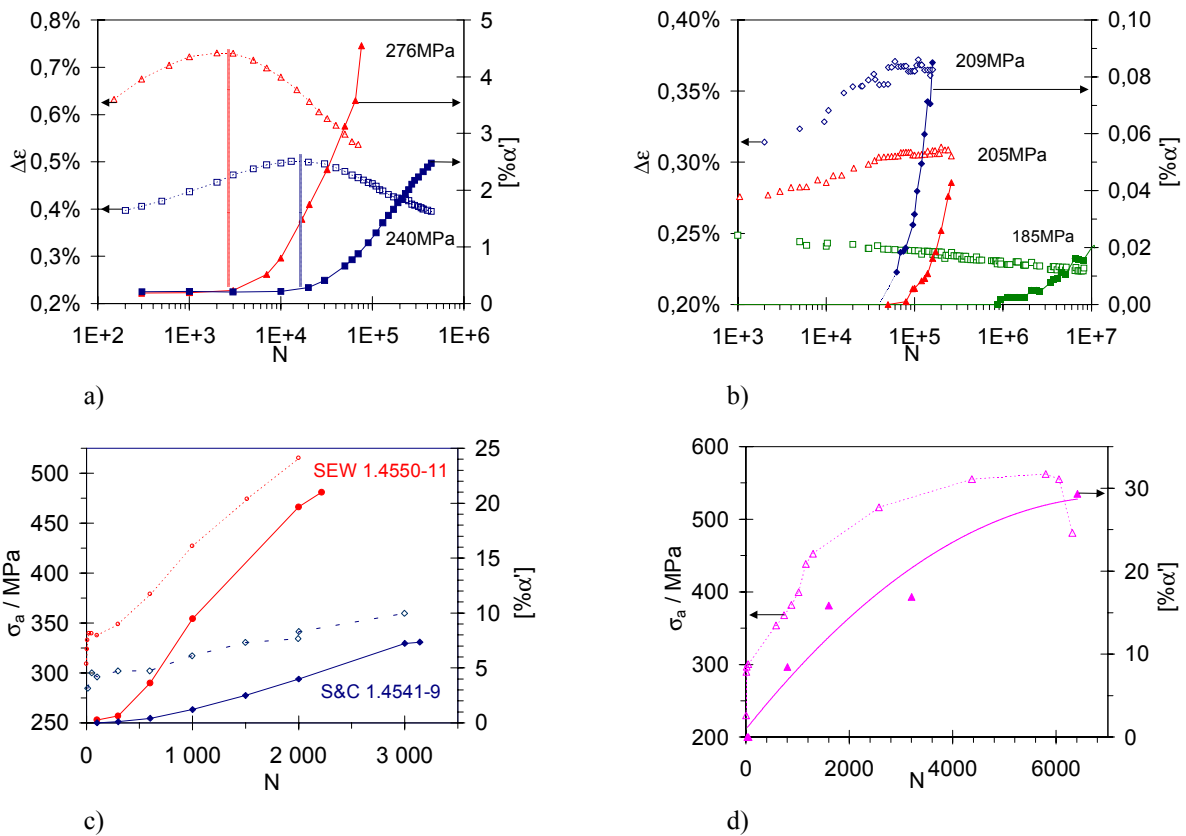 0,8%
0,7%
0,6%
0,5%
0,4%
0,3%
0,2%
Δε
5
4
3
2
1
0
[%α']
276MPa
240MPa
1E+2 1E+3 1E+4 1E+5 1E+6
N
a)
0,40%
0,35%
0,30%
0,25%
0,20%
Δε
0,10
0,08
0,06
0,04
0,02
0,00
[%α']
209MPa
205MPa
185MPa
1E+3 1E+4 1E+5 1E+6 1E+7
N
b)
500
475
450
425
400
375
350
325
300
275
250
σa / MPa
25
20
15
10
5
0
[%α']
SEW 1.4550-11
S&C 1.4541-9
0 1 000 2 000 3 000
N
c)
600
500
400
300
200
σa / MPa
30
20
10
0
[%α']
0 2000 4000 6000
N
d)